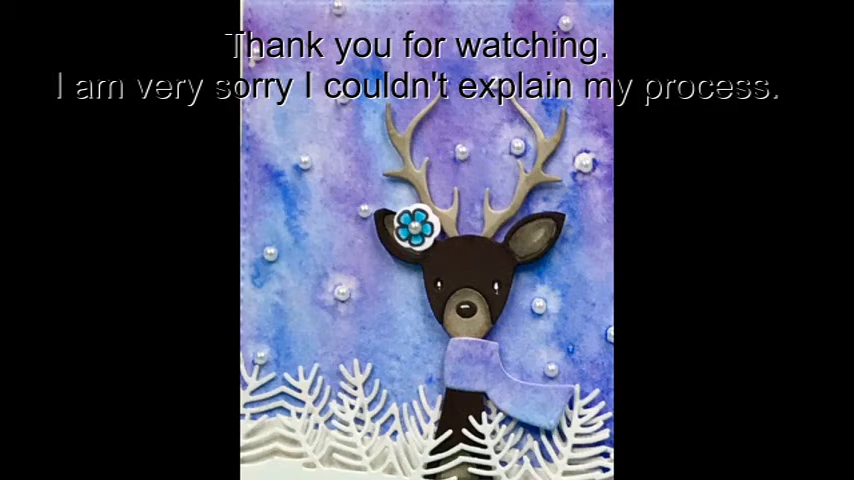 Thank you for watching.
I am very sorry I couldn't explain my process.